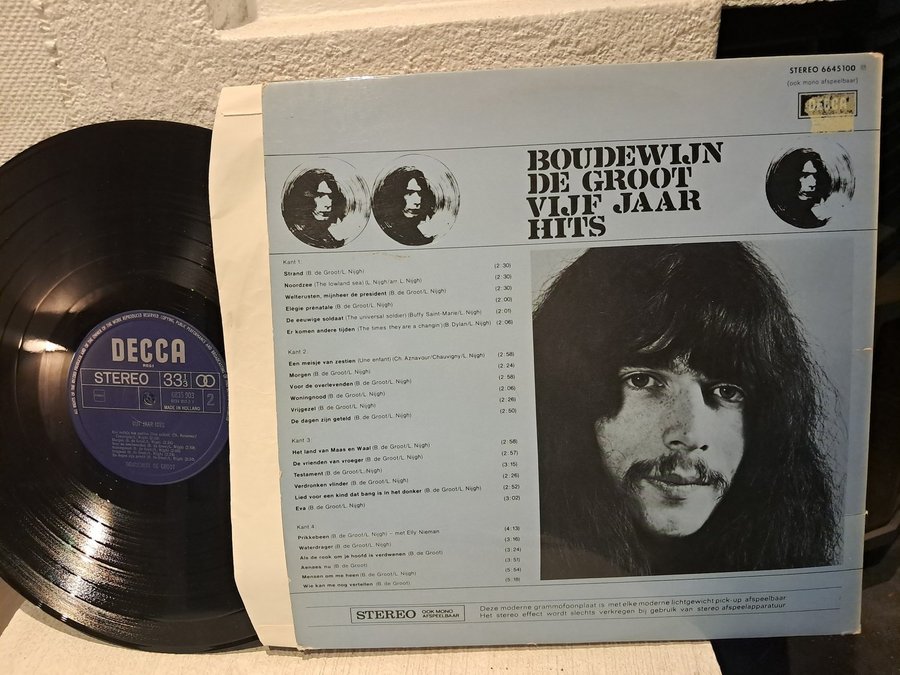 STEREO 6645100
(ook mono afspeelbaar)
DECCA
BOUDEWIJN
DE GROOT
VIJF JAAR
HITS
Kant 1
Strand (B. de Groot/L. Nijgh) (2:30)
Noordzee (The lowland sea) (L. Nijgh/arr. L. Nijgh) (2:30)
Welterusten, mijnheer de president (B. de Groot/L. Nijgh) (2:30)
Elégie prénatale (B. de Groot/L. Nijgh) (2:00)
De eeuwige soldaat (The universal soldier) (Buffy Saint-Marie/L. Nijgh) (2:01)
Er komen andere tijden (The times they are a changin') (B. Dylan/L. Nijgh) (2:06)
Kant 2
Een meisje van zestien (Une enfant) (Ch. Aznavour/Chauvigny/L. Nijgh) (2:58)
Morgen (B. de Groot/L. Nijgh) (2:24)
Voor de overlevenden (B. de Groot/L. Nijgh) (2:58)
Woningnood (B. de Groot/L. Nijgh) (2:06)
Vrijgezel (B. de Groot/L. Nijgh) (2:26)
De dagen zijn geteld (B. de Groot/L. Nijgh) (2:50)
Kant 3
Het land van Maas en Waal (B. de Groot/L. Nijgh) (2:58)
De vrienden van vroeger (B. de Groot/L. Nijgh) (2:57)
Testament (B. de Groot/L. Nijgh) (3:15)
Verdronken vlinder (B. de Groot/L. Nijgh) (2:26)
Lied voor een kind dat bang is in het donker (B. de Groot/L. Nijgh) (2:52)
Eva (B. de Groot/L. Nijgh) (3:02)
Kant 4
Prikkebeen (B. de Groot/L. Nijgh) – met Elly Nieman (4:13)
Waterdrager (B. de Groot/L. Nijgh) (3:16)
Als de rook om je hoofd is verdwenen (B. de Groot) (3:24)
Aeneas nu (B. de Groot/L. Nijgh) (3:51)
Mensen om me heen (B. de Groot/L. Nijgh) (5:54)
Wie kan me nog vertellen (B. de Groot) (5:18)
STEREO OOK MONO AFSPEELBAAR
Deze moderne grammofoonplaat is met elke moderne lichtgewicht pick-up afspeelbaar.
Het stereo effect wordt slechts verkregen bij gebruik van stereo afspeelapparatuur
DECCA
STEREO 33 1/3
6835 903
MADE IN HOLLAND
2
VIJF JAAR HITS
BOUDEWIJN DE GROOT